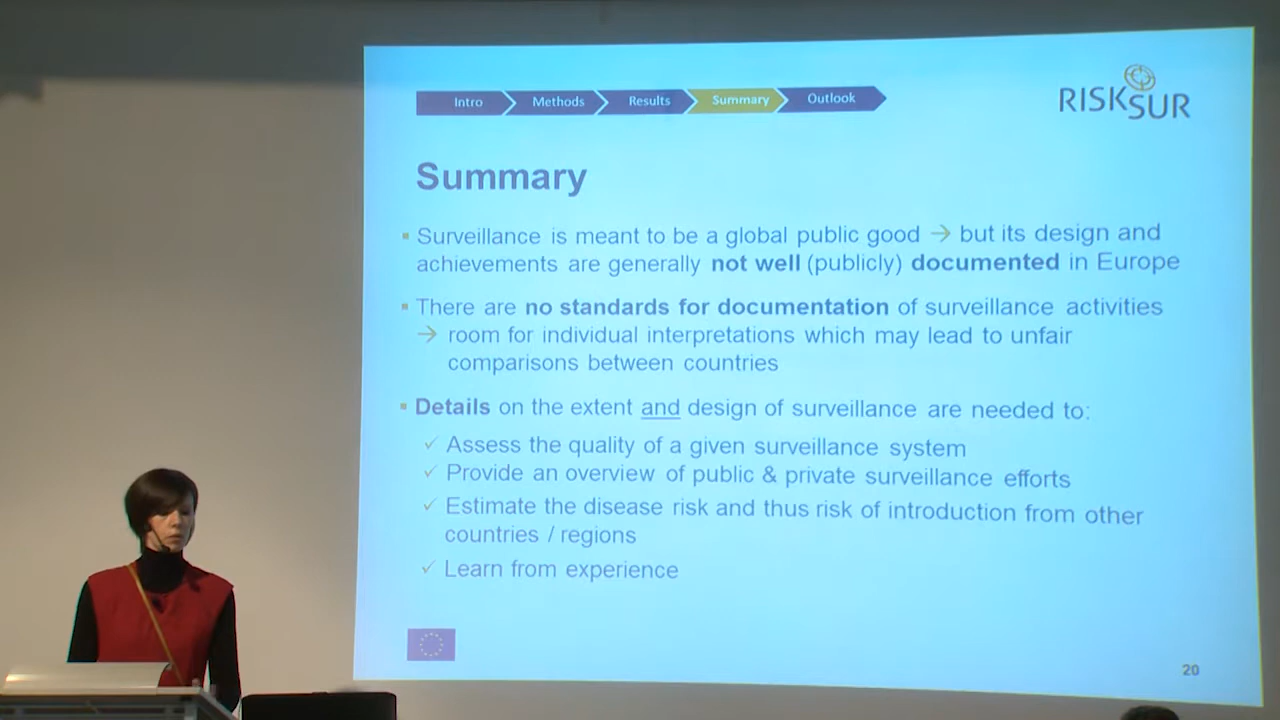 Intro Methods Results Summary Outlook
RISKSUR
Summary
Surveillance is meant to be a global public good → but its design and
achievements are generally not well (publicly) documented in Europe
There are no standards for documentation of surveillance activities
→ room for individual interpretations which may lead to unfair
comparisons between countries
Details on the extent and design of surveillance are needed to:
✓ Assess the quality of a given surveillance system
✓ Provide an overview of public & private surveillance efforts
✓ Estimate the disease risk and thus risk of introduction from other
countries / regions
✓ Learn from experience
20